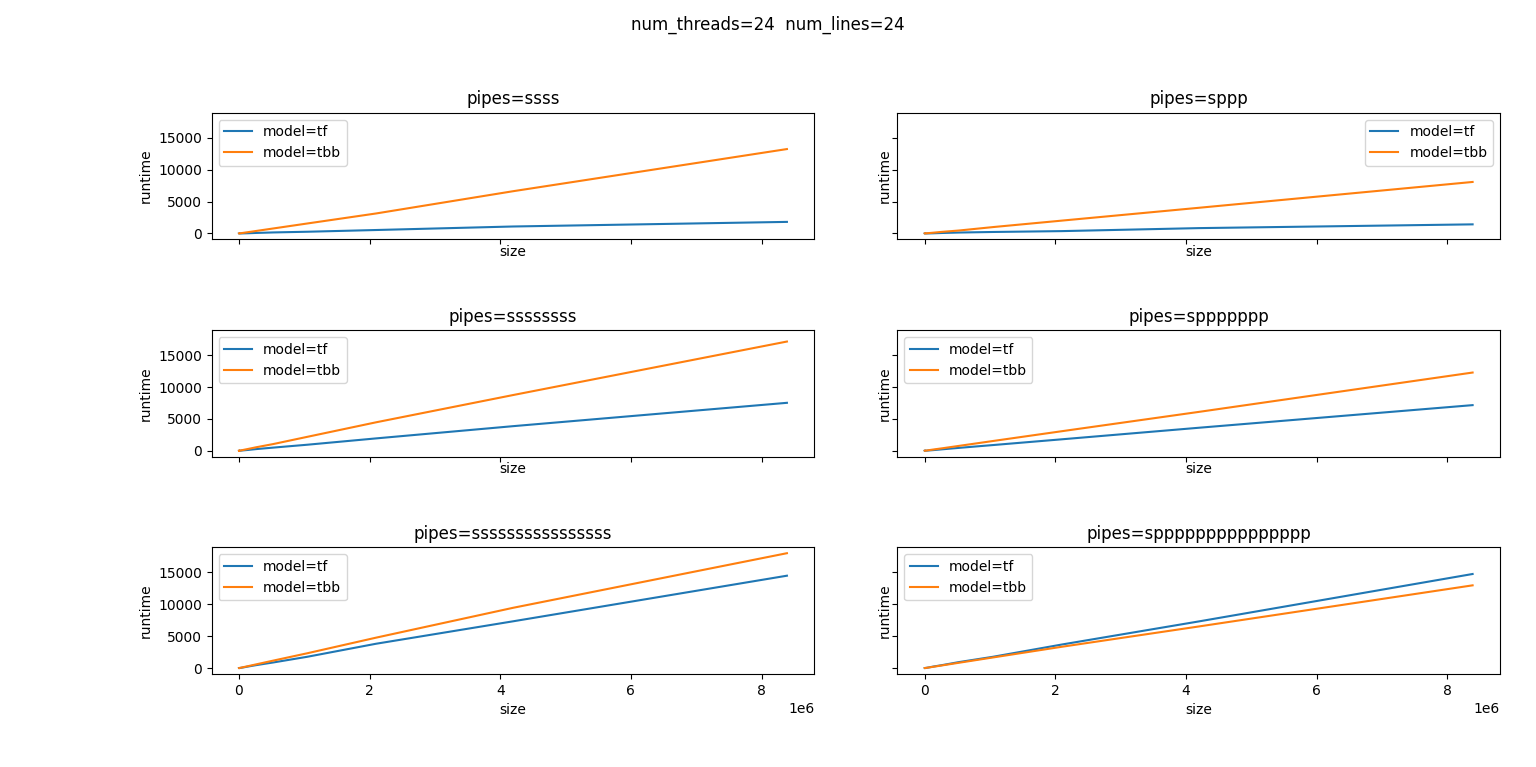 num_threads=24 num_lines=24
pipes=ssss
model=tf
model=tbb
15000
10000
5000
0
runtime
size
pipes=sppp
model=tf
model=tbb
runtime
size
pipes=ssssssss
model=tf
model=tbb
15000
10000
5000
0
runtime
size
pipes=sppppppp
model=tf
model=tbb
runtime
size
pipes=ssssssssssssssss
model=tf
model=tbb
15000
10000
5000
0
runtime
0 2 4 6 8
1e6
size
pipes=sppppppppppppppp
model=tf
model=tbb
runtime
0 2 4 6 8
1e6
size